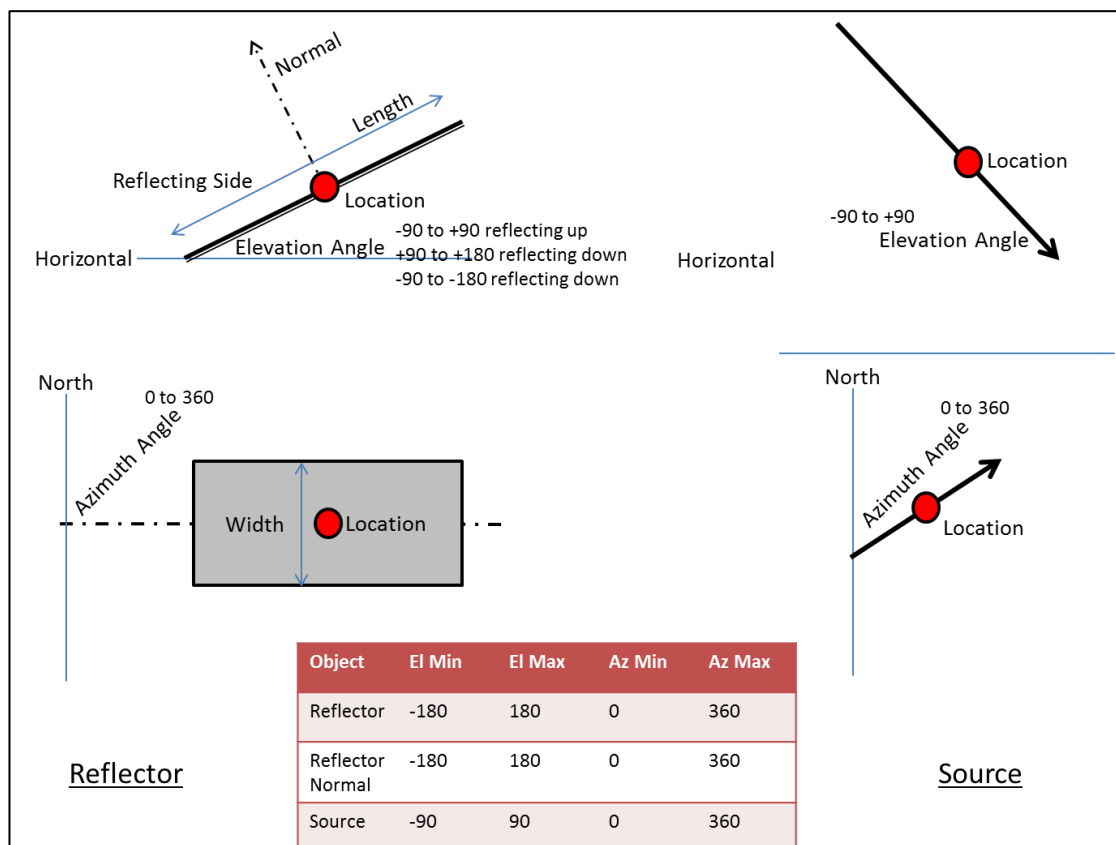 Normal
Length
Reflecting Side
Location
Elevation Angle
-90 to +90 reflecting up
+90 to +180 reflecting down
-90 to -180 reflecting down
Horizontal
Location
-90 to +90
Elevation Angle
Horizontal
North
0 to 360
Azimuth Angle
Width
Location
North
0 to 360
Azimuth Angle
Location
Object El Min El Max Az Min Az Max
Reflector -180 180 0 360
Reflector Normal -180 180 0 360
Source -90 90 0 360
Reflector
Source